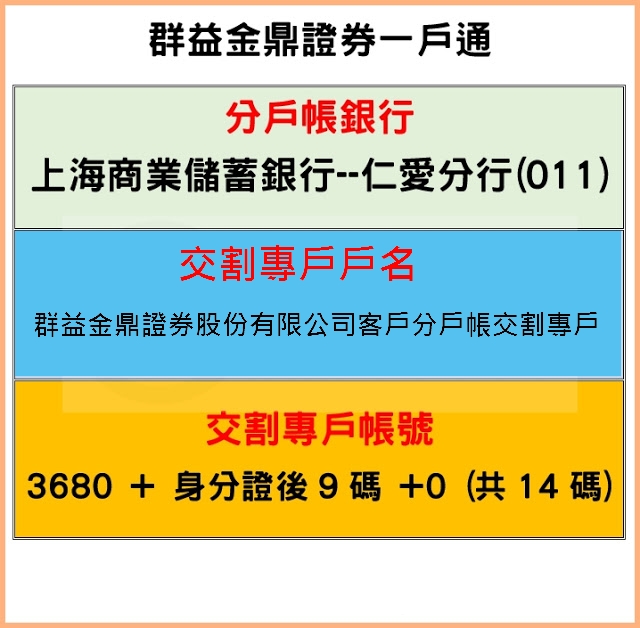 群益金鼎證券一戶通
分戶帳銀行
上海商業儲蓄銀行--仁愛分行(011)
交割專戶戶名
群益金鼎證券股份有限公司客戶分戶帳交割專戶
交割專戶帳號
3680 + 身分證後 9 碼 +0 (共 14 碼)